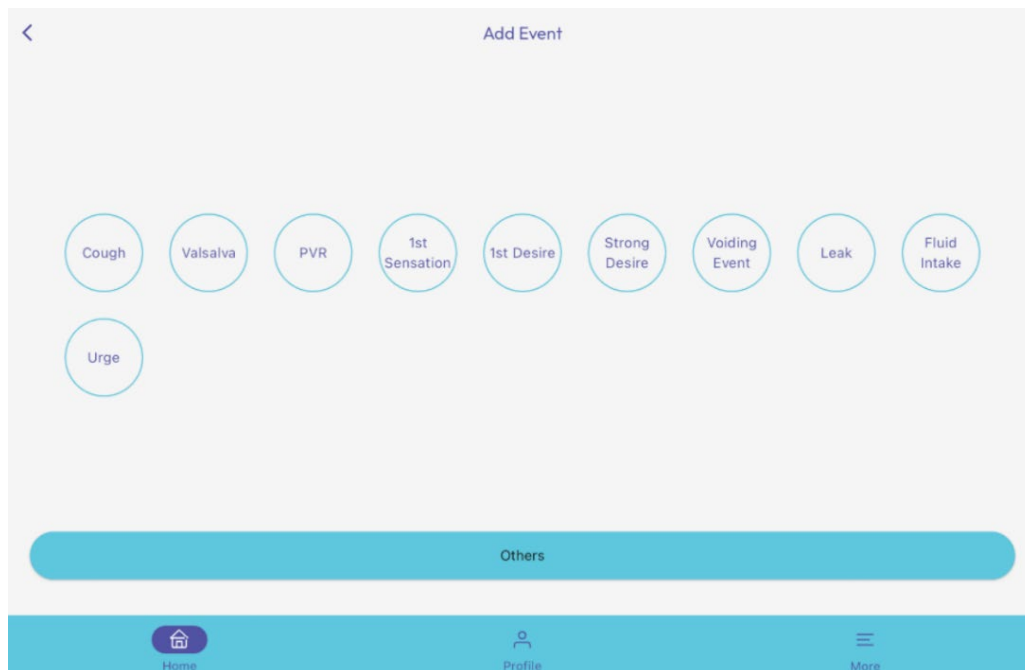 Add Event
Cough
Valsalva
PVR
1st
Sensation
1st Desire
Strong
Desire
Voiding
Event
Leak
Fluid
Intake
Urge
Others
Home
Profile
More